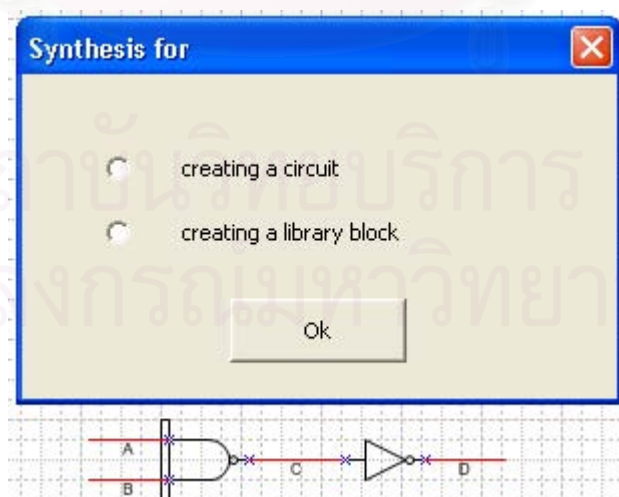 Synthesis for
creating a circuit
creating a library block
Ok
A
C
D
B